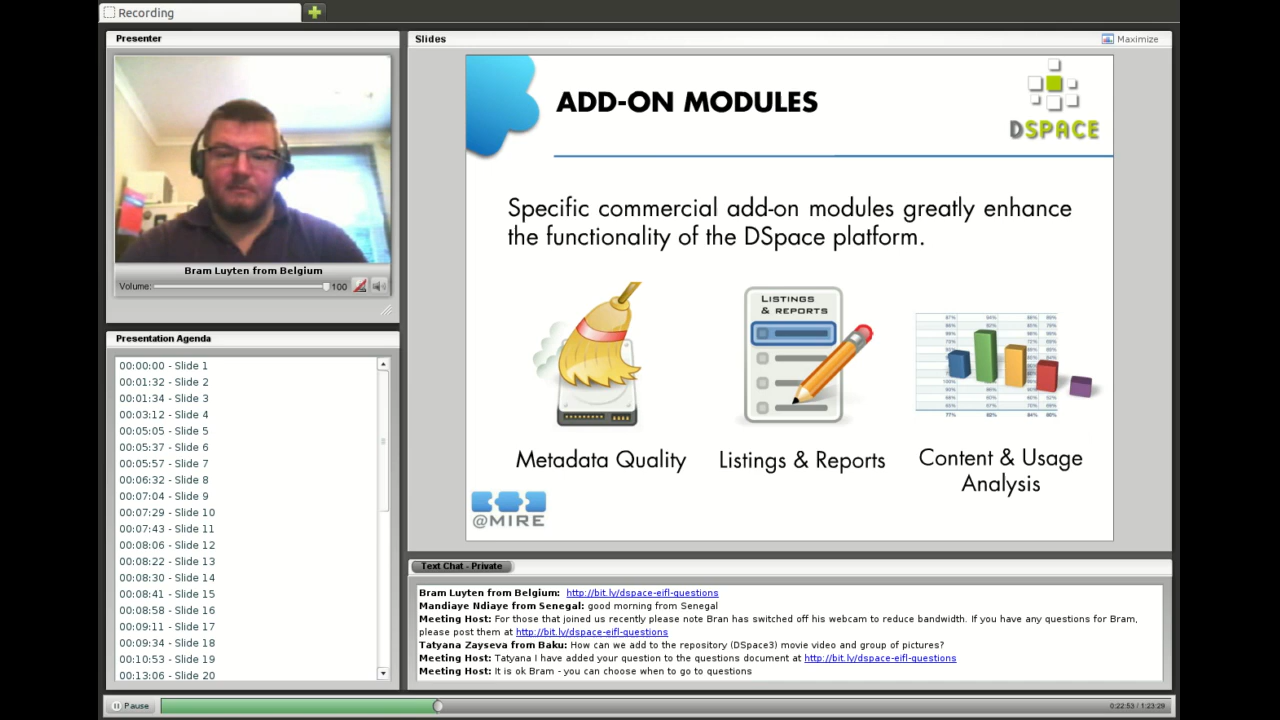 Recording
Presenter
Bram Luyten from Belgium
Volume:
100
Presentation Agenda
00:00:00 - Slide 1
00:01:32 - Slide 2
00:01:34 - Slide 3
00:03:12 - Slide 4
00:05:05 - Slide 5
00:05:37 - Slide 6
00:05:57 - Slide 7
00:06:32 - Slide 8
00:07:04 - Slide 9
00:07:29 - Slide 10
00:07:43 - Slide 11
00:08:06 - Slide 12
00:08:22 - Slide 13
00:08:30 - Slide 14
00:08:41 - Slide 15
00:08:58 - Slide 16
00:09:11 - Slide 17
00:09:34 - Slide 18
00:10:53 - Slide 19
00:13:06 - Slide 20
Slides
Maximize
ADD-ON MODULES
DSPACE
Specific commercial add-on modules greatly enhance
the functionality of the DSpace platform.
LISTINGS
& REPORTS
Metadata Quality
Listings & Reports
Content & Usage
Analysis
@MIRE
Text Chat - Private
Bram Luyten from Belgium: http://bit.ly/dspace-eifl-questions
Mandiaye Ndiaye from Senegal: good morning from Senegal
Meeting Host: For those that joined us recently please note Bran has switched off his webcam to reduce bandwidth. If you have any questions for Bram,
please post them at http://bit.ly/dspace-eifl-questions
Tatyana Zayseva from Baku: How can we add to the repository (DSpace3) movie video and group of pictures?
Meeting Host: Tatyana I have added your question to the questions document at http://bit.ly/dspace-eifl-questions
Meeting Host: It is ok Bram - you can choose when to go to questions
Pause
0:22:53 / 1:23:29